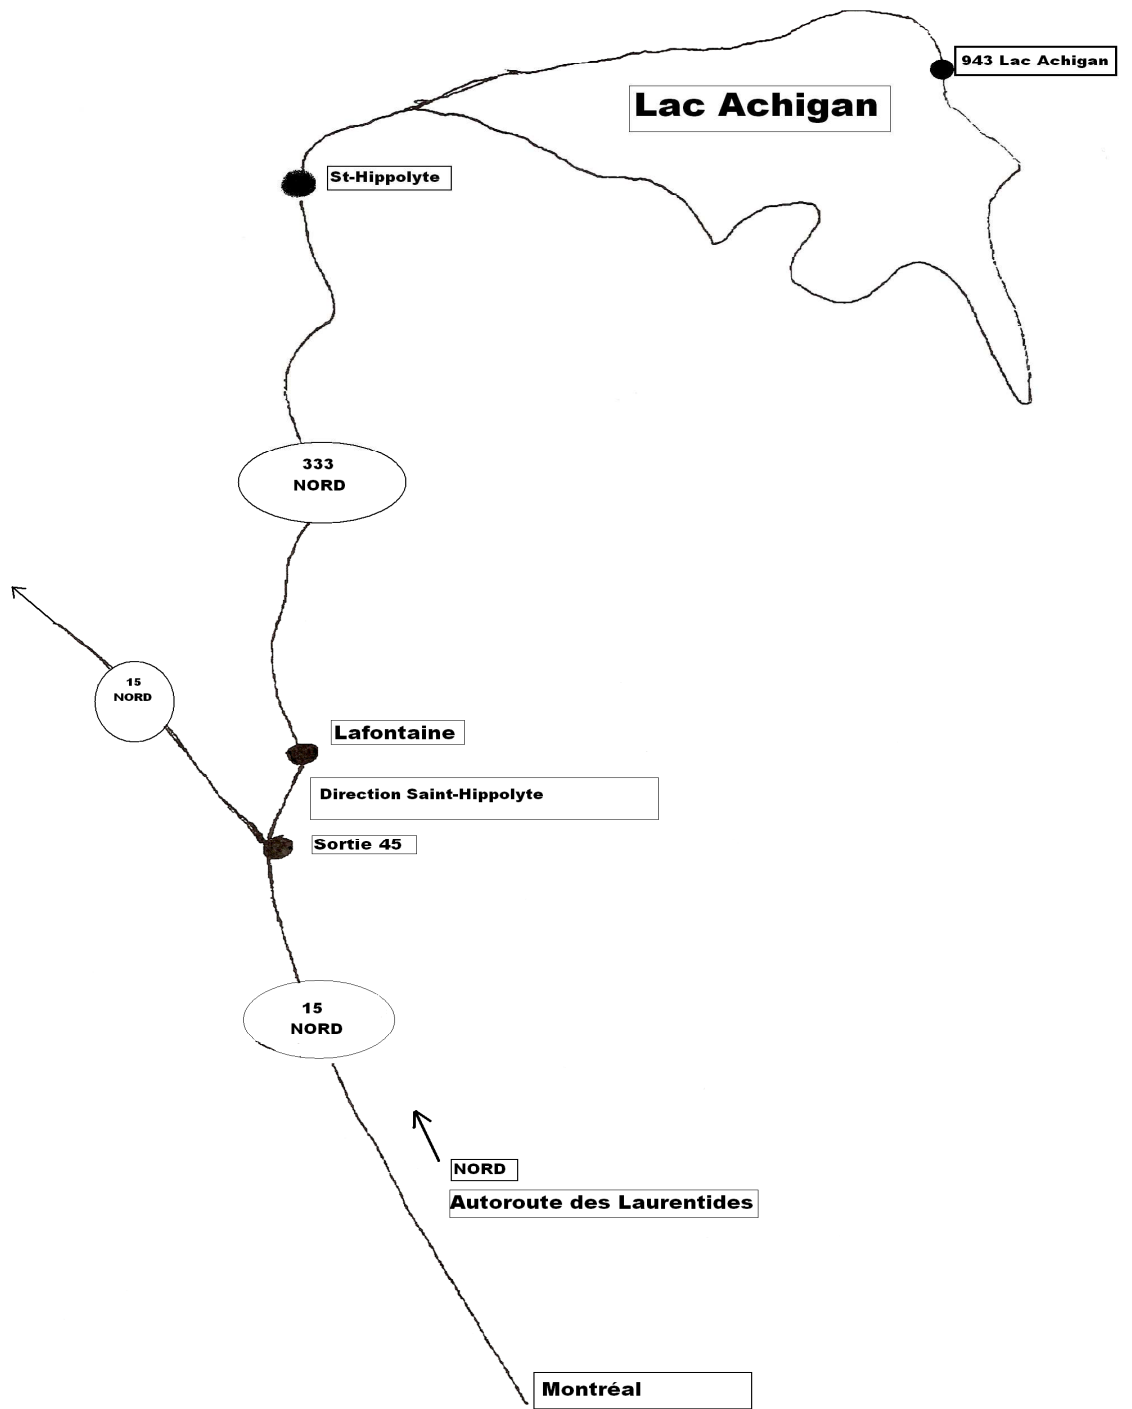 943 Lac Achigan
Lac Achigan
St-Hippolyte
333
NORD
15
NORD
Lafontaine
Direction Saint-Hippolyte
Sortie 45
15
NORD
NORD
Autoroute des Laurentides
Montréal